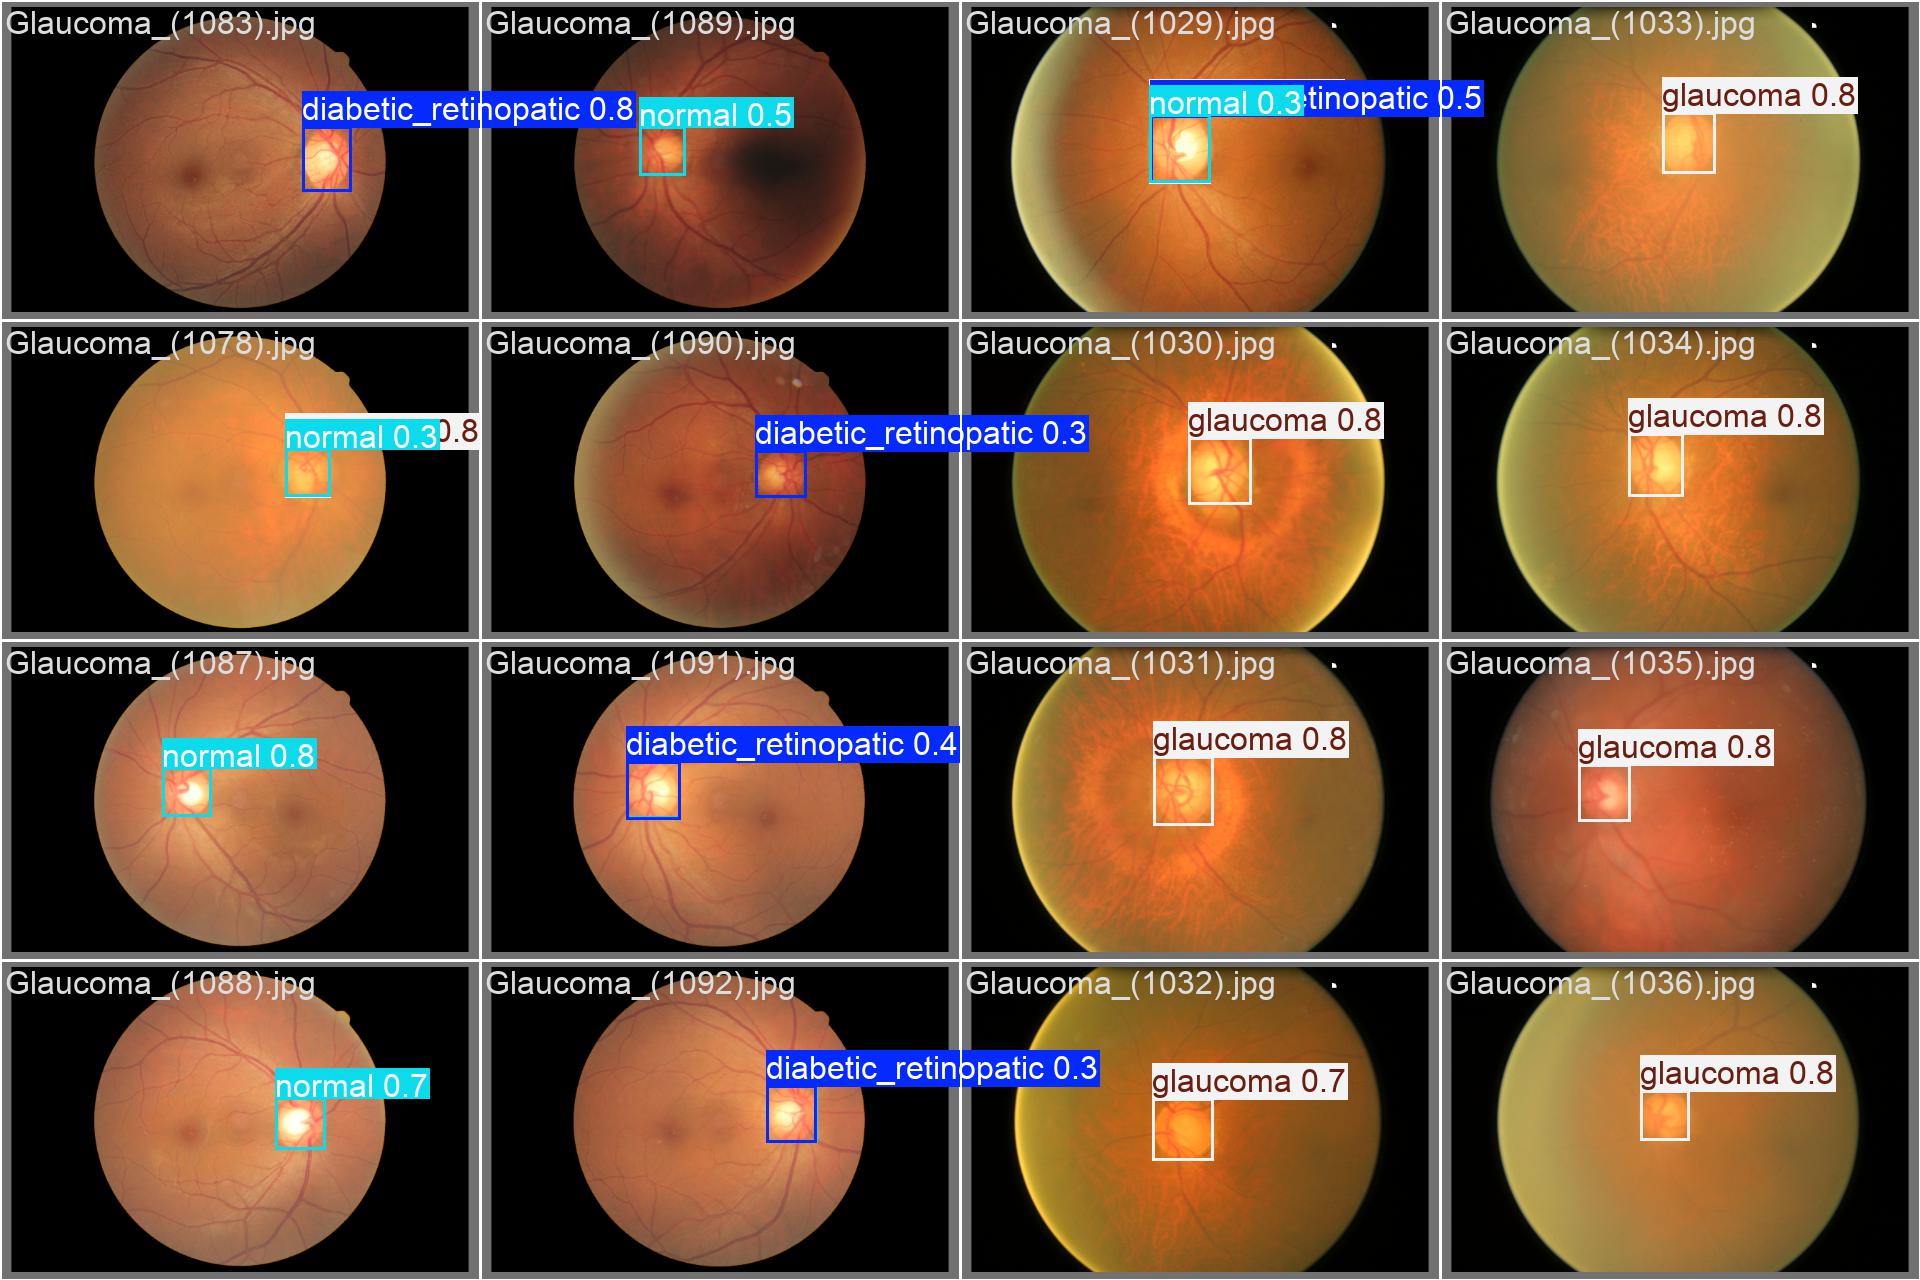 Glaucoma_(1083).jpg
diabetic_retinopatic 0.8
Glaucoma_(1089).jpg
normal 0.5
Glaucoma_(1029).jpg
normal 0.3
tinopatic 0.5
Glaucoma_(1033).jpg
glaucoma 0.8
Glaucoma_(1078).jpg
normal 0.3
0.8
Glaucoma_(1090).jpg
diabetic_retinopatic 0.3
Glaucoma_(1030).jpg
glaucoma 0.8
Glaucoma_(1034).jpg
glaucoma 0.8
Glaucoma_(1087).jpg
normal 0.8
Glaucoma_(1091).jpg
diabetic_retinopatic 0.4
Glaucoma_(1031).jpg
glaucoma 0.8
Glaucoma_(1035).jpg
glaucoma 0.8
Glaucoma_(1088).jpg
normal 0.7
Glaucoma_(1092).jpg
diabetic_retinopatic 0.3
Glaucoma_(1032).jpg
glaucoma 0.7
Glaucoma_(1036).jpg
glaucoma 0.8